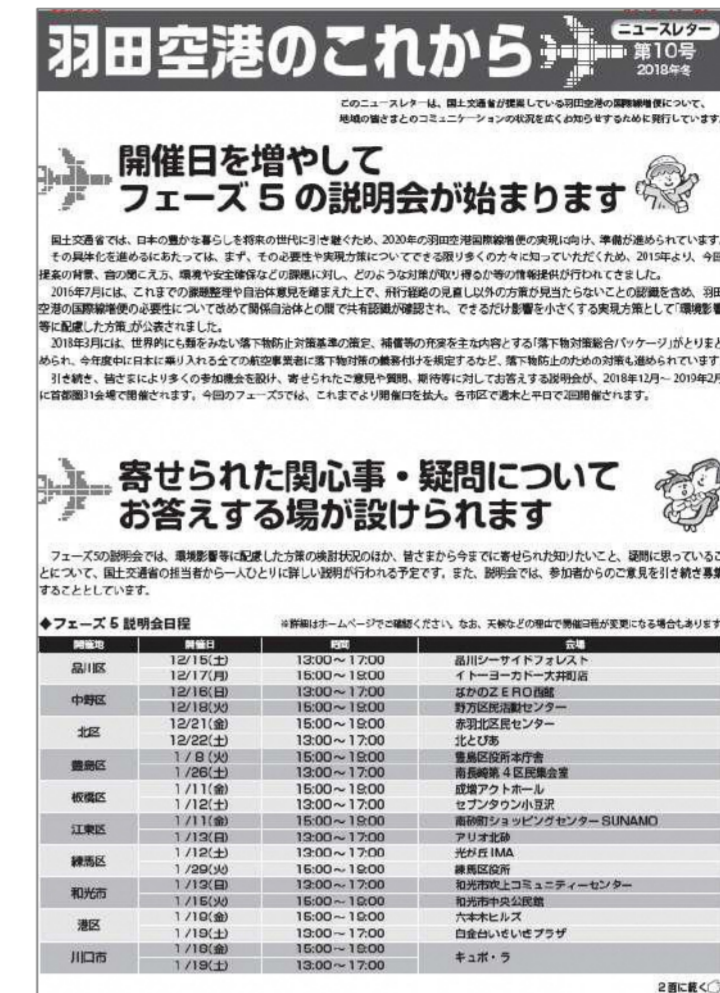 羽田空港のこれから
ニュースレター
第10号
2018年冬
このニュースレターは、国土交通省が提案している羽田空港の国際線増便について、
地域の皆さまとのコミュニケーションの状況を広くお知らせするために発行しています。
開催日を増やして
フェーズ 5 の説明会が始まります
国土交通省では、日本の豊かな暮らしを将来の世代に引き継ぐため、2020年の羽田空港国際線増便の実現に向け、準備が進められています。
その具体化を進めるにあたっては、まず、その必要性や実現方策についてできる限り多くの方々に知っていただくため、2015年より、今回
提案の背景、音の聞こえ方、環境や安全確保などの課題に対し、どのような対策が取り得るか等の情報提供が行われてきました。
2016年7月には、これまでの課題整理や自治体意見を踏まえた上で、飛行経路の見直し以外の方策が見当たらないことの認識を含め、羽田
空港の国際線増便の必要性について改めて関係自治体との間で共有認識が確認され、できるだけ影響を小さくする実現方策として「環境影響
等に配慮した方策」が公表されました。
2018年3月には、世界的にも類をみない落下物防止対策基準の策定、補償等の充実を主な内容とする「落下物対策総合パッケージ」がとりまと
められ、今年度中に日本に乗り入れる全ての航空事業者に落下物対策の義務付けを規定するなど、落下物防止のための対策も進められています。
引き続き、皆さまにより多くの参加機会を設け、寄せられたご意見や質問、期待等に対してお答えする説明会が、2018年12月～2019年2月
に首都圏31会場で開催されます。今回のフェーズ5では、これまでより開催日を拡大。各市区で週末と平日で2回開催されます。
寄せられた関心事・疑問について
お答えする場が設けられます
フェーズ5の説明会では、環境影響等に配慮した方策の検討状況のほか、皆さまから今までに寄せられた知りたいこと、疑問に思っているこ
とについて、国土交通省の担当者から一人ひとりに詳しい説明が行われる予定です。また、説明会では、参加者からのご意見を引き続き募集
することとしています。
◆フェーズ 5 説明会日程 ※詳細はホームページでご確認ください。なお、天候などの理由で開催日程が変更になる場合もあります
開催地 開催日 時間 会場
品川区 12/15(土) 13:00～17:00 品川シーサイドフォレスト
12/17(月) 15:00～19:00 イトーヨーカドー大井町店
中野区 12/16(日) 13:00～17:00 なかのＺＥＲＯ西館
12/18(火) 15:00～19:00 野方区民活動センター
北区 12/21(金) 15:00～19:00 赤羽北区民センター
12/22(土) 13:00～17:00 北とぴあ
豊島区 1/8(火) 15:00～19:00 豊島区役所本庁舎
1/26(土) 13:00～17:00 南長崎第４区民集会室
板橋区 1/11(金) 15:00～19:00 成増アクトホール
1/12(土) 13:00～17:00 セブンタウン小豆沢
江東区 1/11(金) 15:00～19:00 南砂町ショッピングセンター SUNAMO
1/13(日) 13:00～17:00 アリオ北砂
練馬区 1/12(土) 13:00～17:00 光が丘 IMA
1/29(火) 15:00～19:00 練馬区役所
和光市 1/13(日) 13:00～17:00 和光市吹上コミュニティーセンター
1/15(火) 15:00～19:00 和光市中央公民館
港区 1/18(金) 15:00～19:00 六本木ヒルズ
1/19(土) 13:00～17:00 白金台いきいきプラザ
川口市 1/18(金) 15:00～19:00 キュポ・ラ
1/19(土) 13:00～17:00
2面に続く